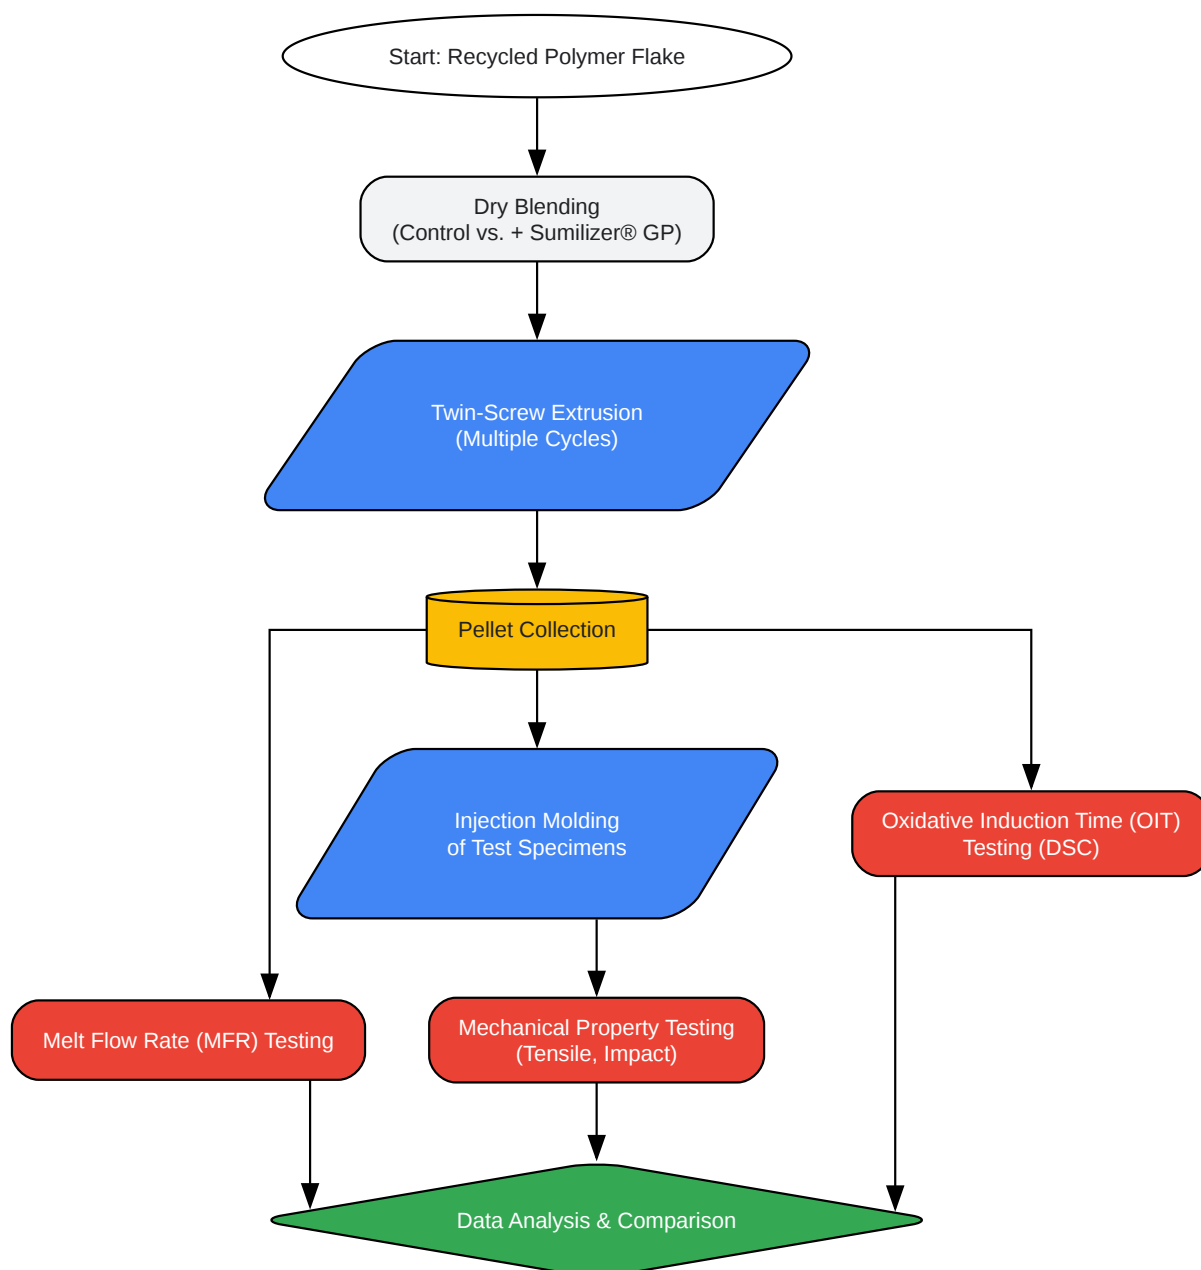 Start: Recycled Polymer Flake
Dry Blending
(Control vs. + Sumilizer® GP)
Twin-Screw Extrusion
(Multiple Cycles)
Pellet Collection
Injection Molding
of Test Specimens
Oxidative Induction Time (OIT)
Testing (DSC)
Melt Flow Rate (MFR) Testing
Mechanical Property Testing
(Tensile, Impact)
Data Analysis & Comparison